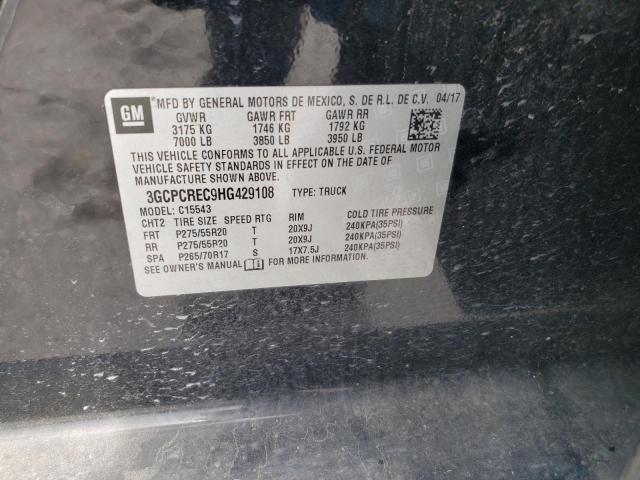 GM MFD BY GENERAL MOTORS DE MEXICO, S. DE R.L. DE C.V. 04/17
GVWR GAWR FRT GAWR RR
3175 KG 1746 KG 1792 KG
7000 LB 3850 LB 3950 LB
THIS VEHICLE CONFORMS TO ALL APPLICABLE U.S. FEDERAL MOTOR
VEHICLE SAFETY STANDARDS IN EFFECT ON THE DATE OF
MANUFACTURE SHOWN ABOVE.
3GCPCREC9HG429108 TYPE: TRUCK
MODEL: C15543
CHT2 TIRE SIZE SPEED RTG RIM COLD TIRE PRESSURE
FRT P275/55R20 T 20X9J 240KPA(35PSI)
RR P275/55R20 T 20X9J 240KPA(35PSI)
SPA P265/70R17 S 17X7.5J 240KPA(35PSI)
SEE OWNER'S MANUAL FOR MORE INFORMATION.